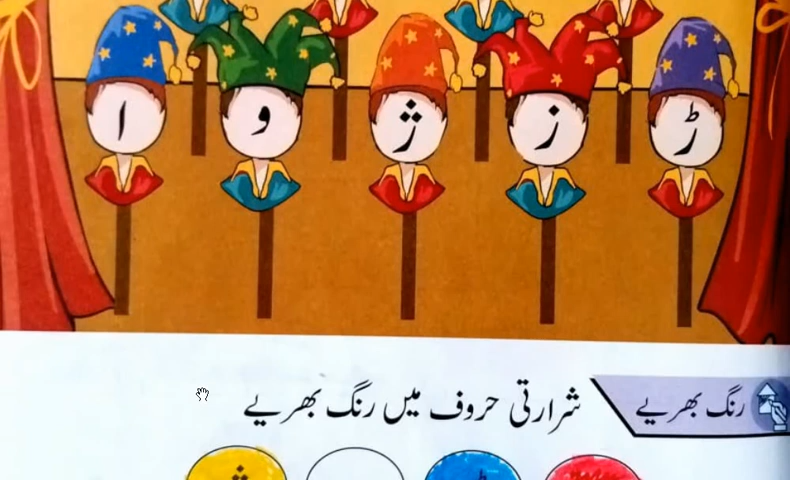 ڑ ز ژ و ا
رنگ بھریے
شرارتی حروف میں رنگ بھریے